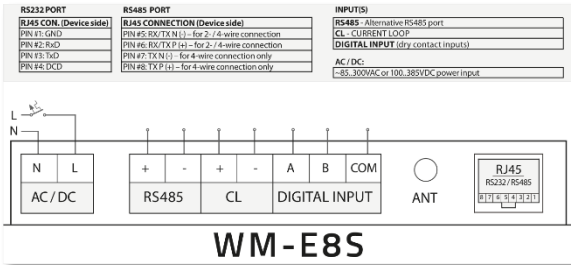 RS232 PORT
RJ45 CON. (Device side)
PIN #1: GND
PIN #2: RxD
PIN #3: TxD
PIN #4: DCD
RS485 PORT
RJ45 CONNECTION (Device side)
PIN #5: RX/TX N (-) – for 2- / 4-wire connection
PIN #6: RX/TX P (+) – for 2- / 4-wire connection
PIN #7: TX N (-) - for 4-wire connection only
PIN #8: TX P (+) – for 4-wire connection only
INPUT(S)
RS485 - Alternative RS485 port
CL - CURRENT LOOP
DIGITAL INPUT (dry contact inputs)
AC / DC:
~85..300VAC or 100..385VDC power input
L
N
N L
AC / DC
+ -
RS485
+ -
CL
A B COM
DIGITAL INPUT
ANT
RJ45
RS232 / RS485
8 7 6 5 4 3 2 1
WM-E8S